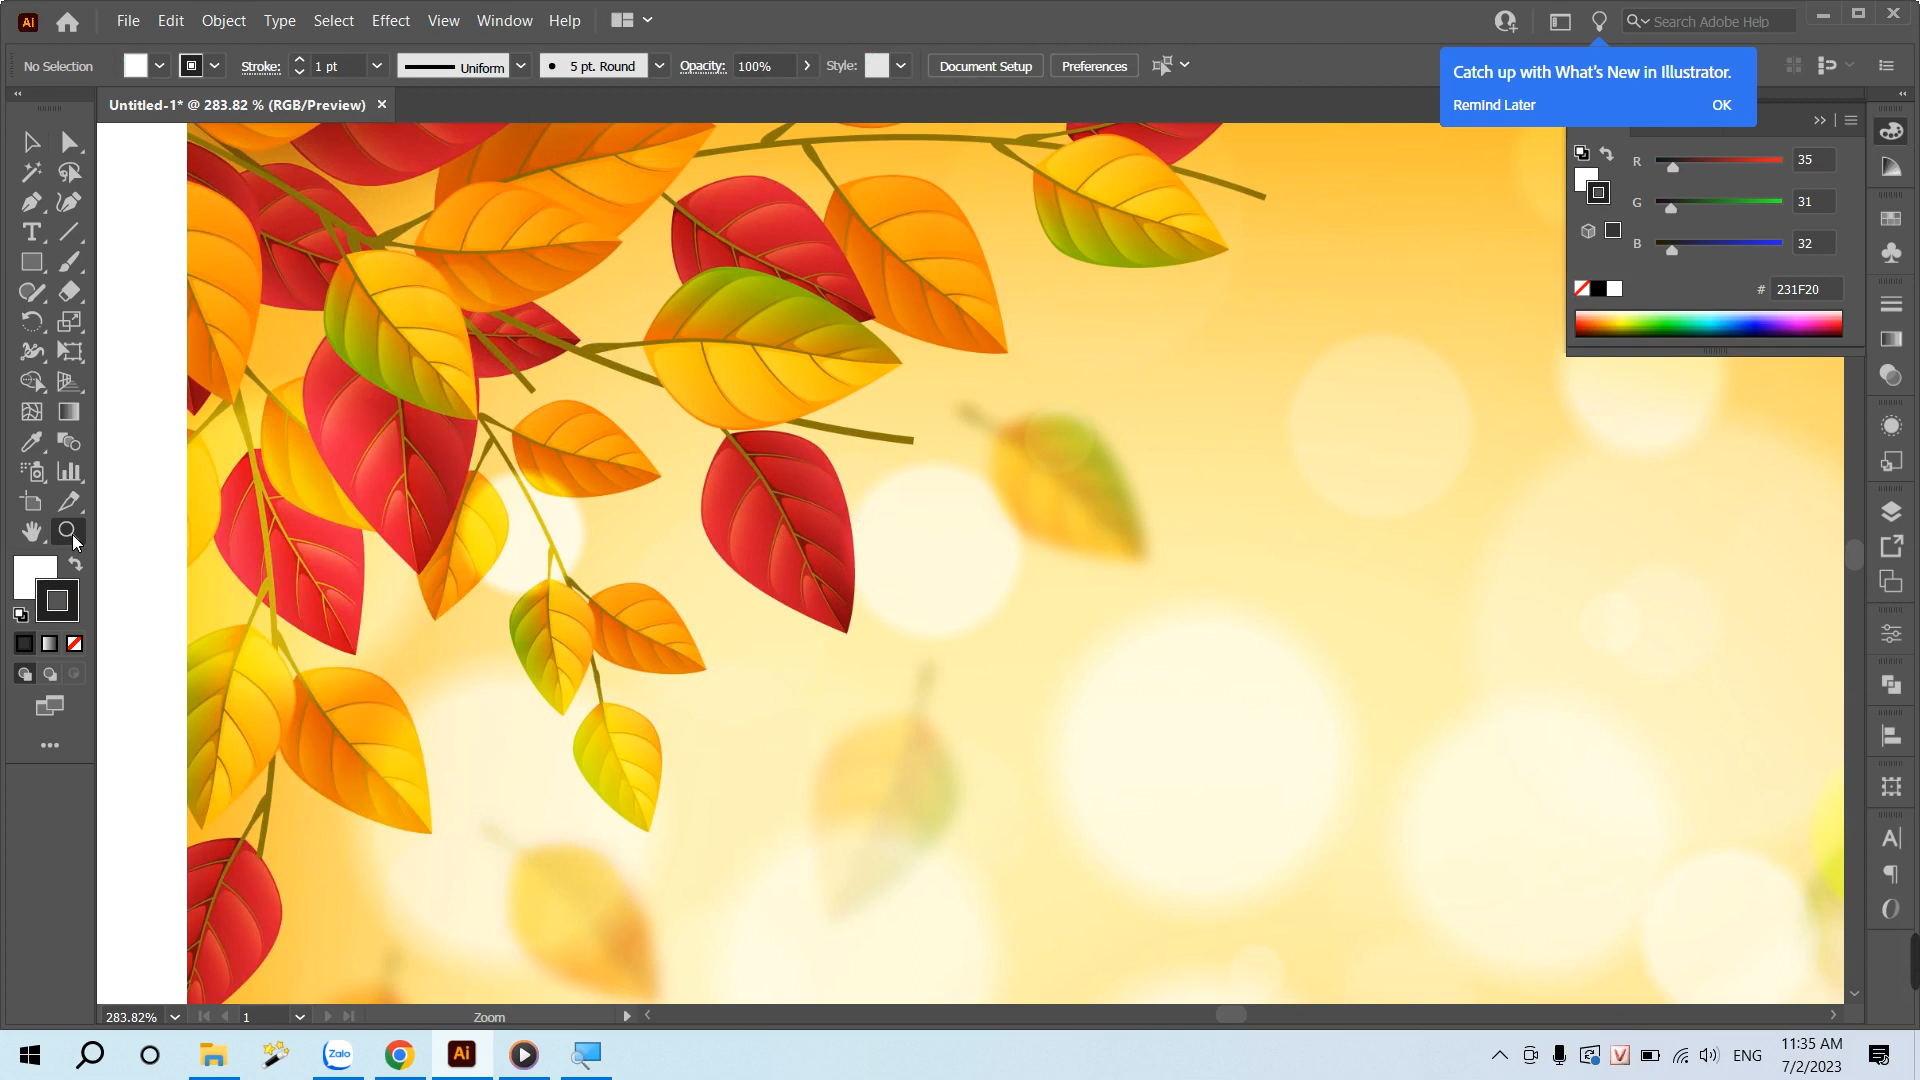 Ai File Edit Object Type Select Effect View Window Help Search Adobe Help
No Selection Stroke: 1 pt Uniform 5 pt. Round Opacity: 100% Style: Document Setup Preferences
Catch up with What's New in Illustrator.
Remind Later OK
Untitled-1* @ 283.82 % (RGB/Preview)
R 35
G 31
B 32
# 231F20
283.82% 1 Zoom
Zalo Ai V ENG
11:35 AM
7/2/2023